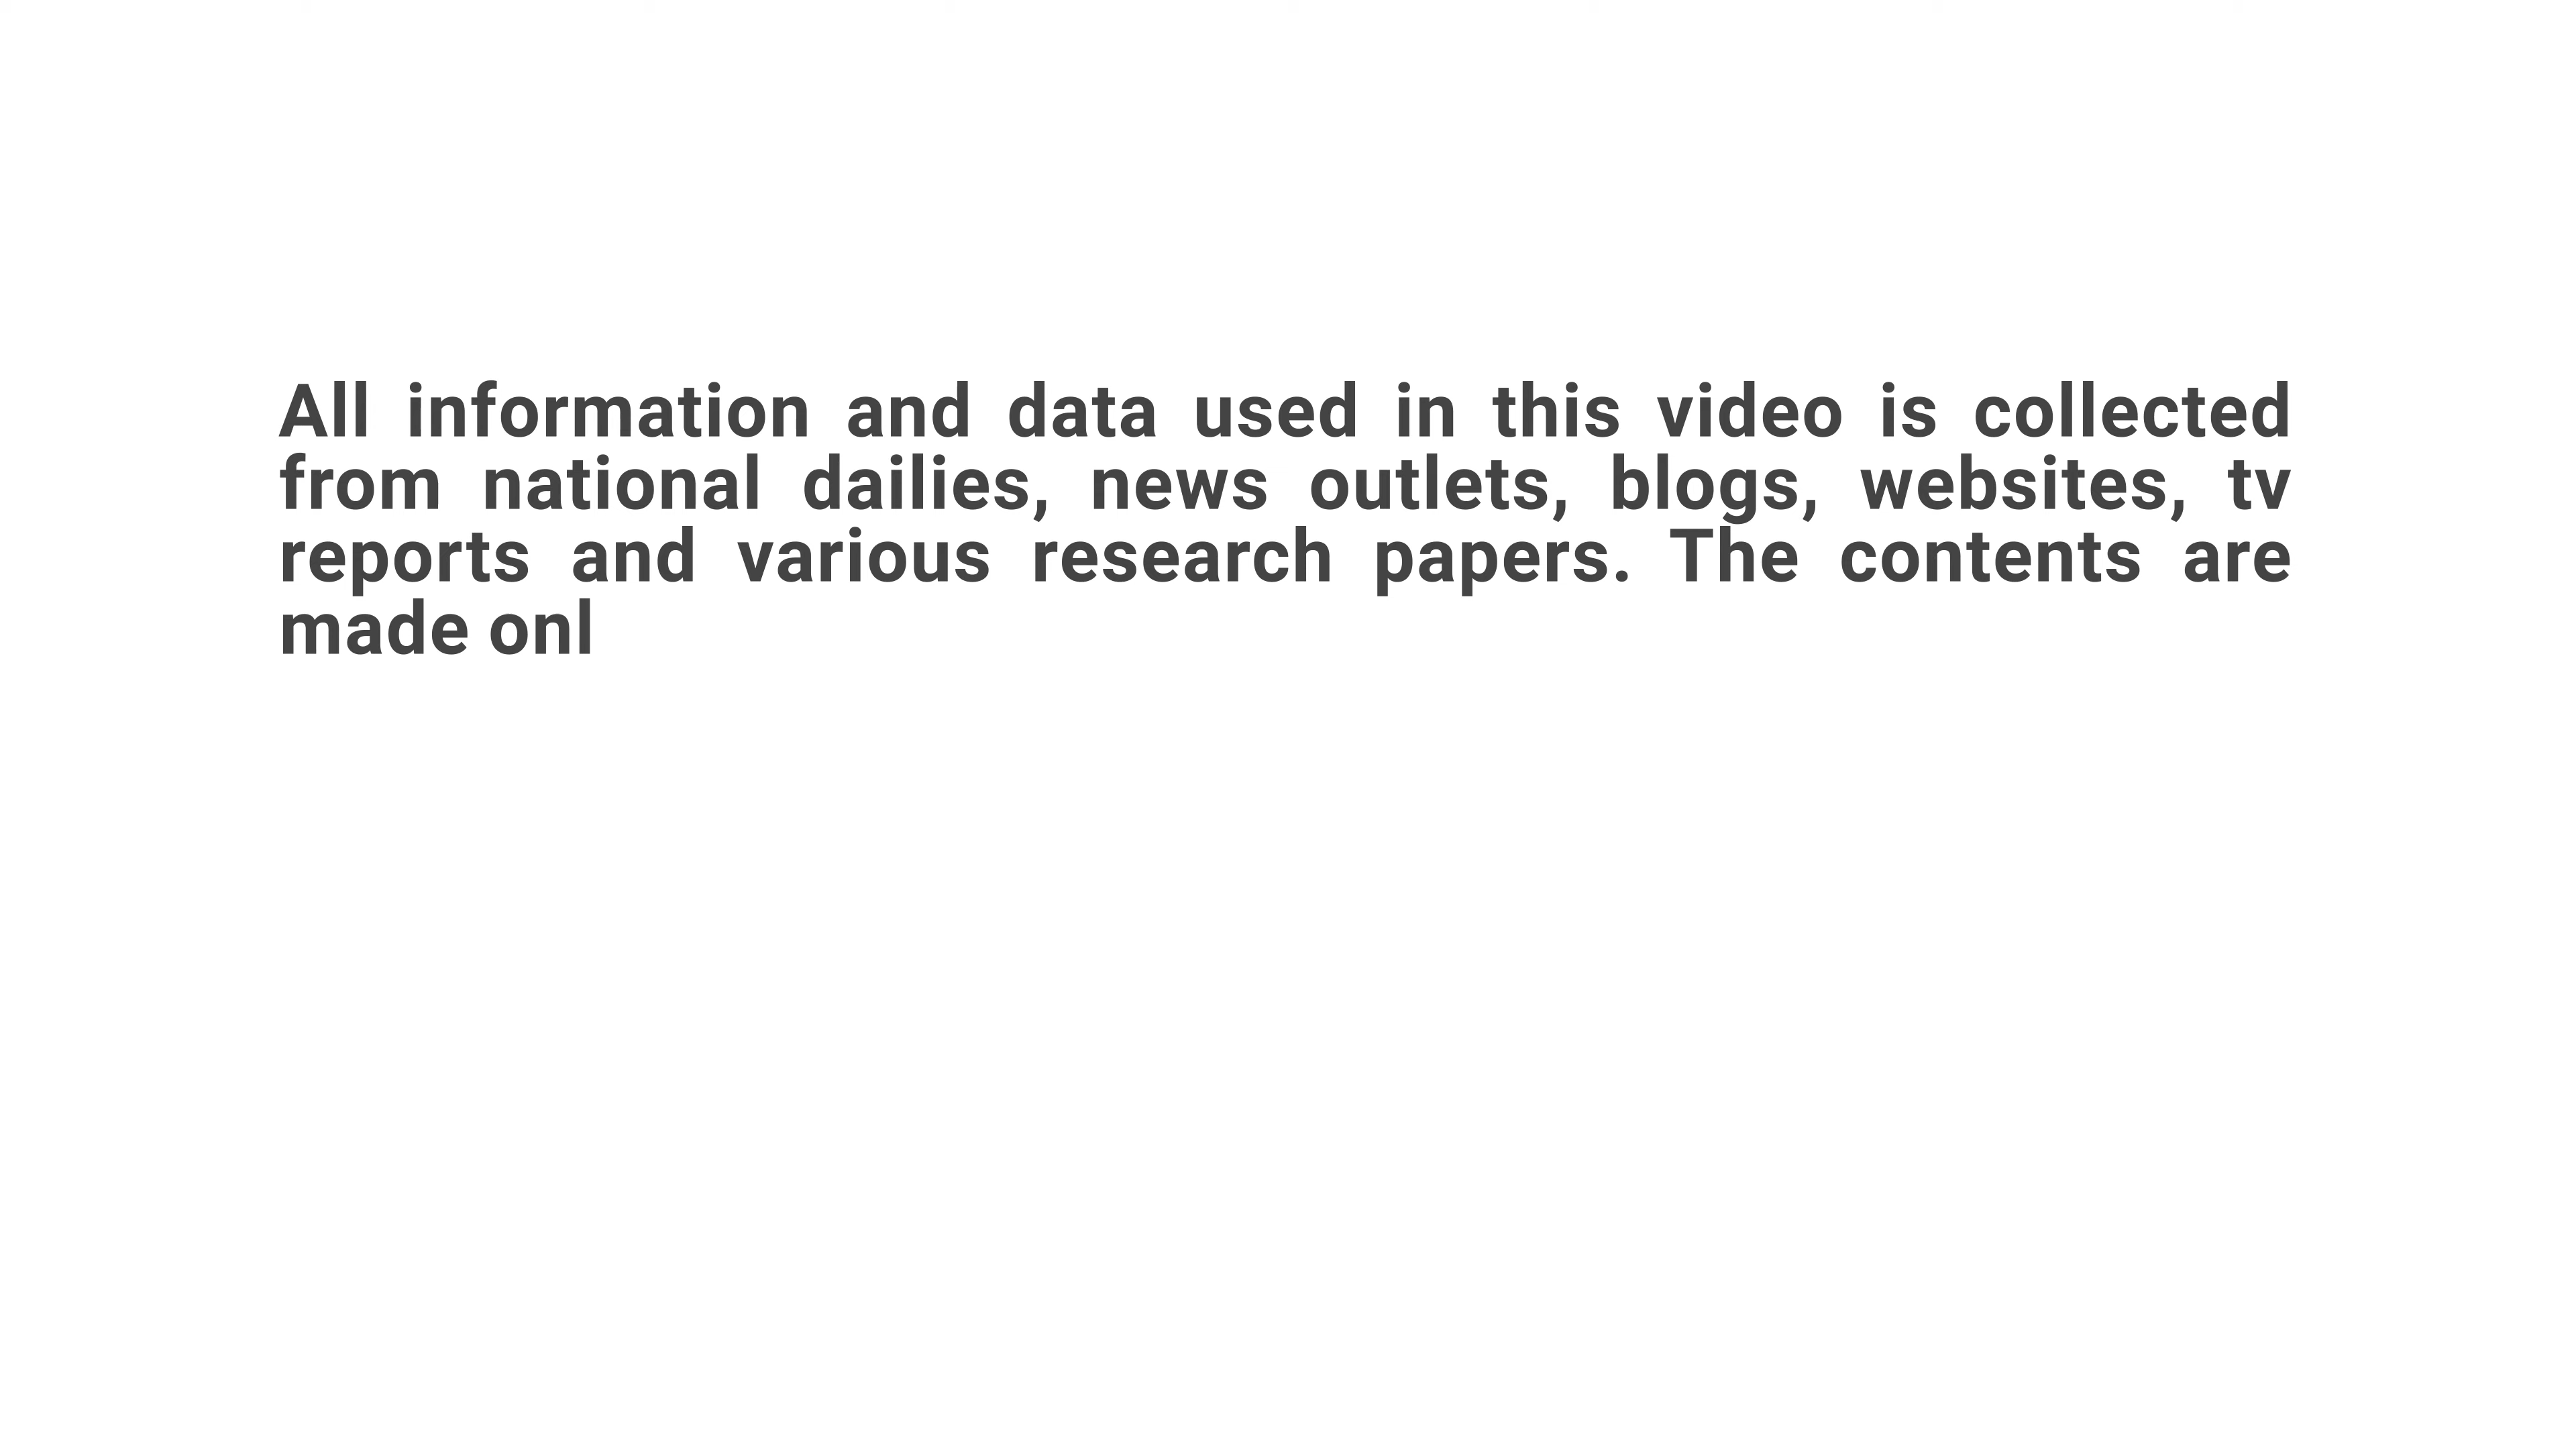 All information and data used in this video is collected
from national dailies, news outlets, blogs, websites, tv
reports and various research papers. The contents are
made onl